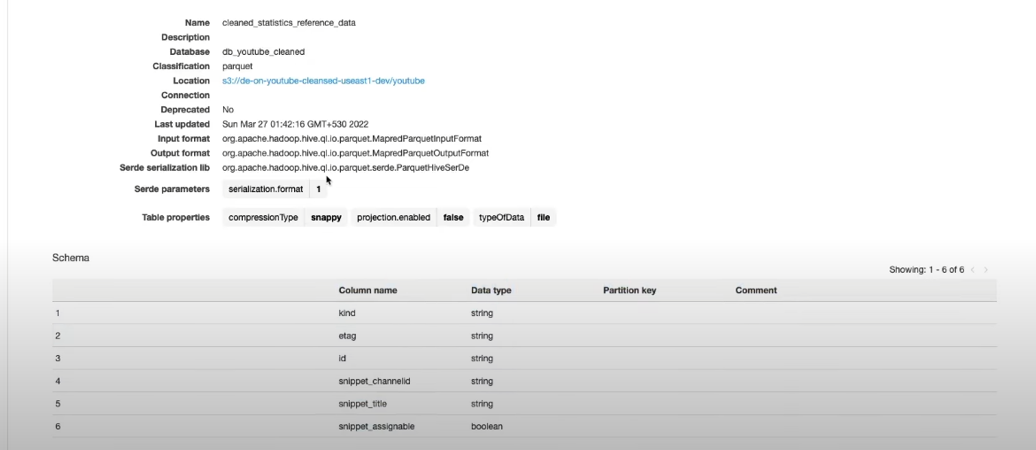 Name cleaned_statistics_reference_data
Description
Database db_youtube_cleaned
Classification parquet
Location s3://de-on-youtube-cleansed-useast1-dev/youtube
Connection
Deprecated No
Last updated Sun Mar 27 01:42:16 GMT+530 2022
Input format org.apache.hadoop.hive.ql.io.parquet.MapredParquetInputFormat
Output format org.apache.hadoop.hive.ql.io.parquet.MapredParquetOutputFormat
Serde serialization lib org.apache.hadoop.hive.ql.io.parquet.serde.ParquetHiveSerDe
Serde parameters serialization.format 1
Table properties compressionType snappy projection.enabled false typeOfData file
Schema
Showing: 1 - 6 of 6 < >
Column name Data type Partition key Comment
1 kind string
2 etag string
3 id string
4 snippet_channelid string
5 snippet_title string
6 snippet_assignable boolean